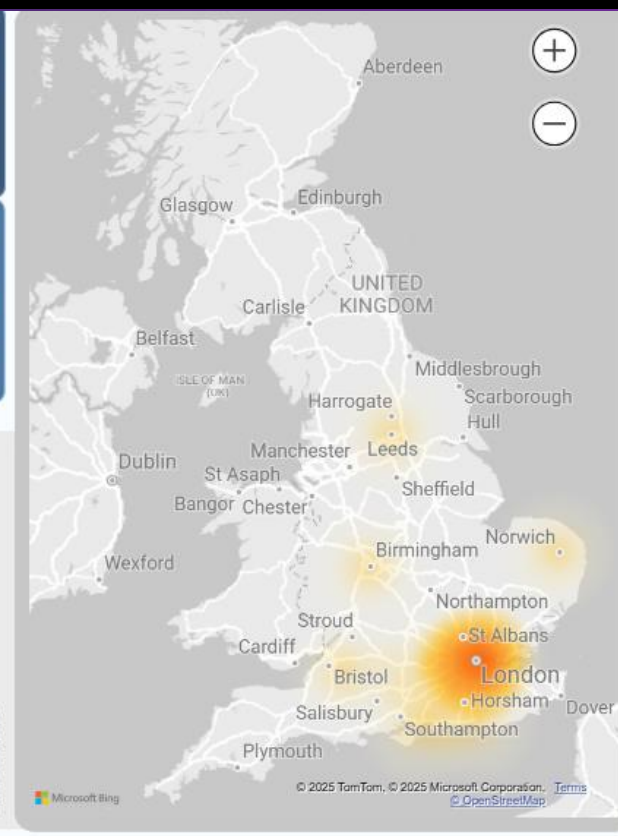 Aberdeen
Glasgow
Edinburgh
UNITED
KINGDOM
Carlisle
Belfast
ISLE OF MAN
(UK)
Middlesbrough
Scarborough
Harrogate
Hull
Manchester
Leeds
Dublin
St Asaph
Sheffield
Bangor
Chester
Norwich
Birmingham
Wexford
Northampton
Stroud
St Albans
Cardiff
London
Bristol
Horsham
Dover
Salisbury
Southampton
Plymouth
© 2025 TomTom, © 2025 Microsoft Corporation, Terms
© OpenStreetMap
Microsoft Bing